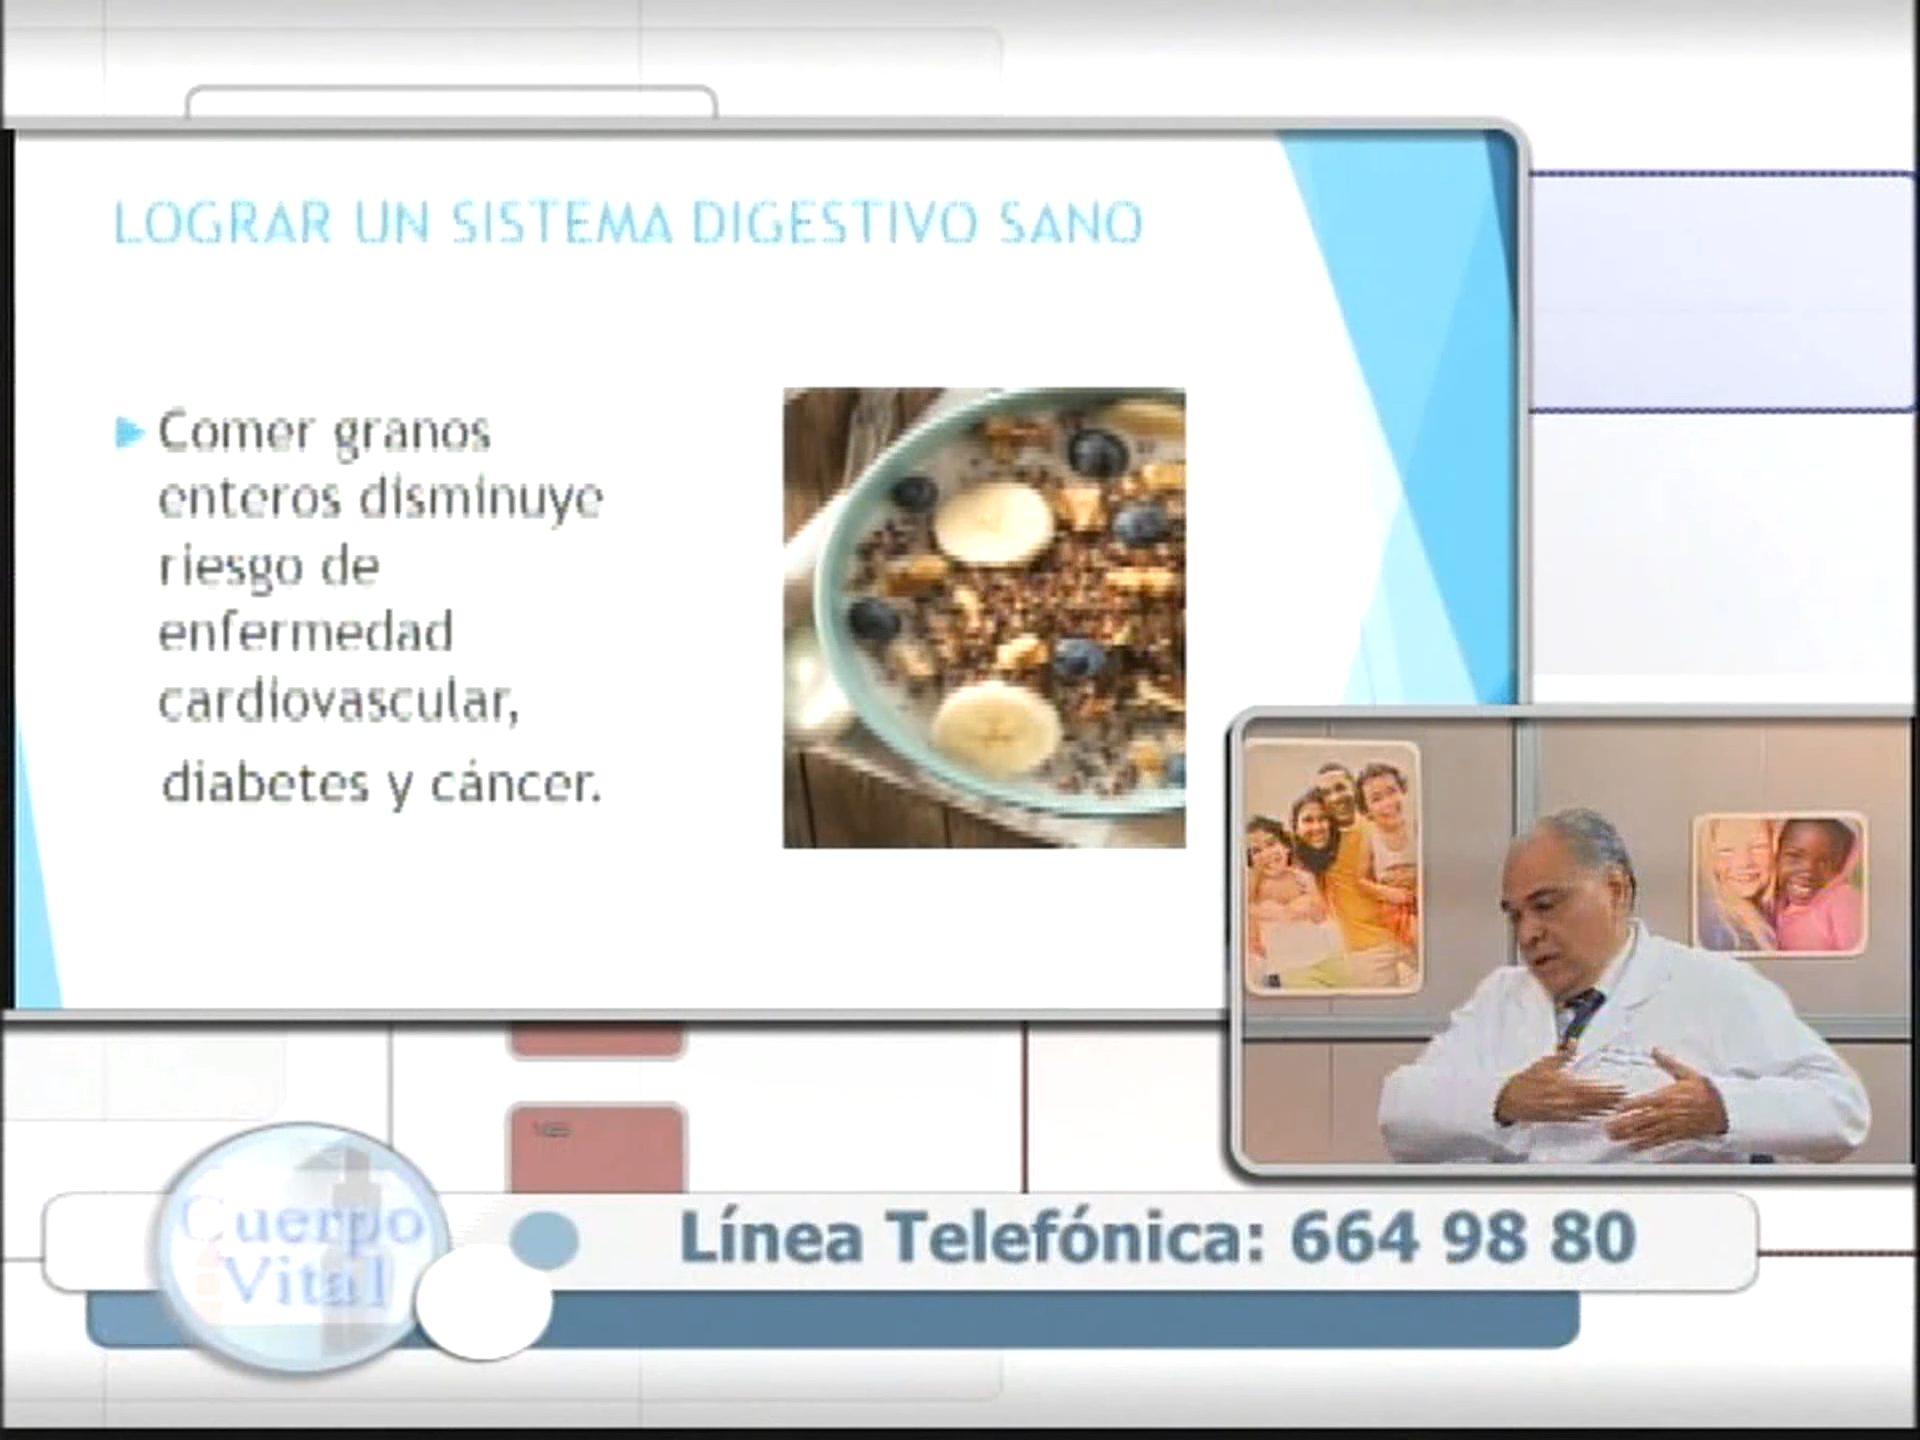 LOGRAR UN SISTEMA DIGESTIVO SANO
Comer granos
enteros disminuye
riesgo de
enfermedad
cardiovascular,
diabetes y cáncer.
Cuerpo
Vital
Línea Telefónica: 664 98 80